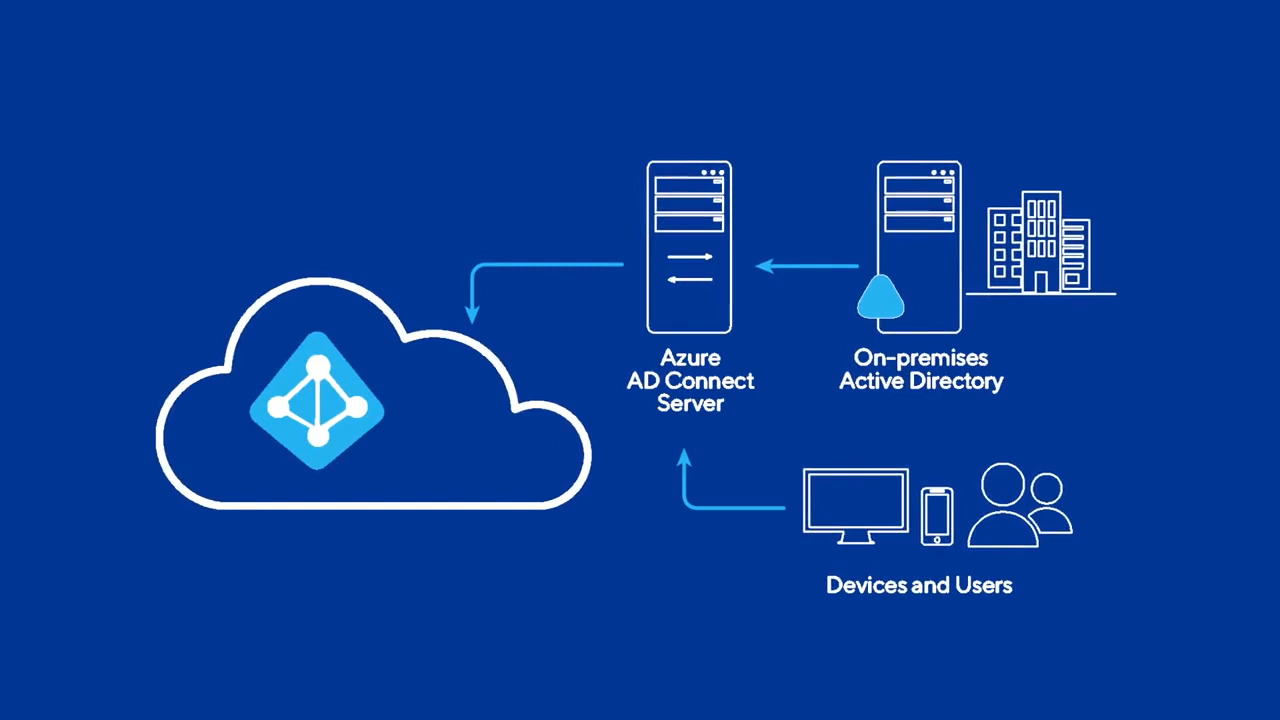 Azure
AD Connect
Server
On-premises
Active Directory
Devices and Users